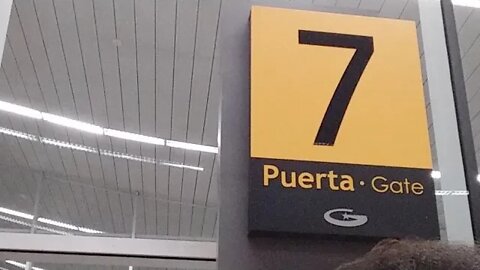 7
Puerta · Gate